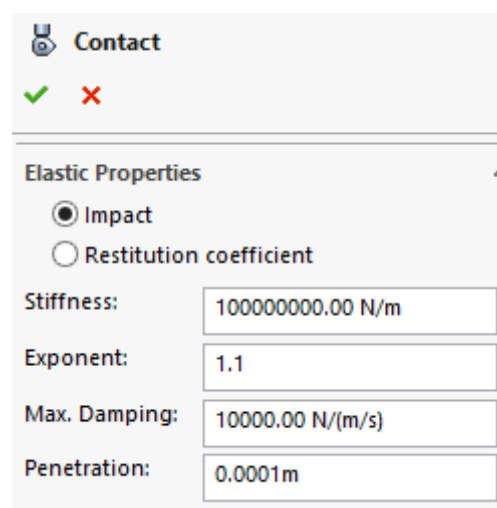 Contact
Elastic Properties
Impact
Restitution coefficient
Stiffness: 100000000.00 N/m
Exponent: 1.1
Max. Damping: 10000.00 N/(m/s)
Penetration: 0.0001m